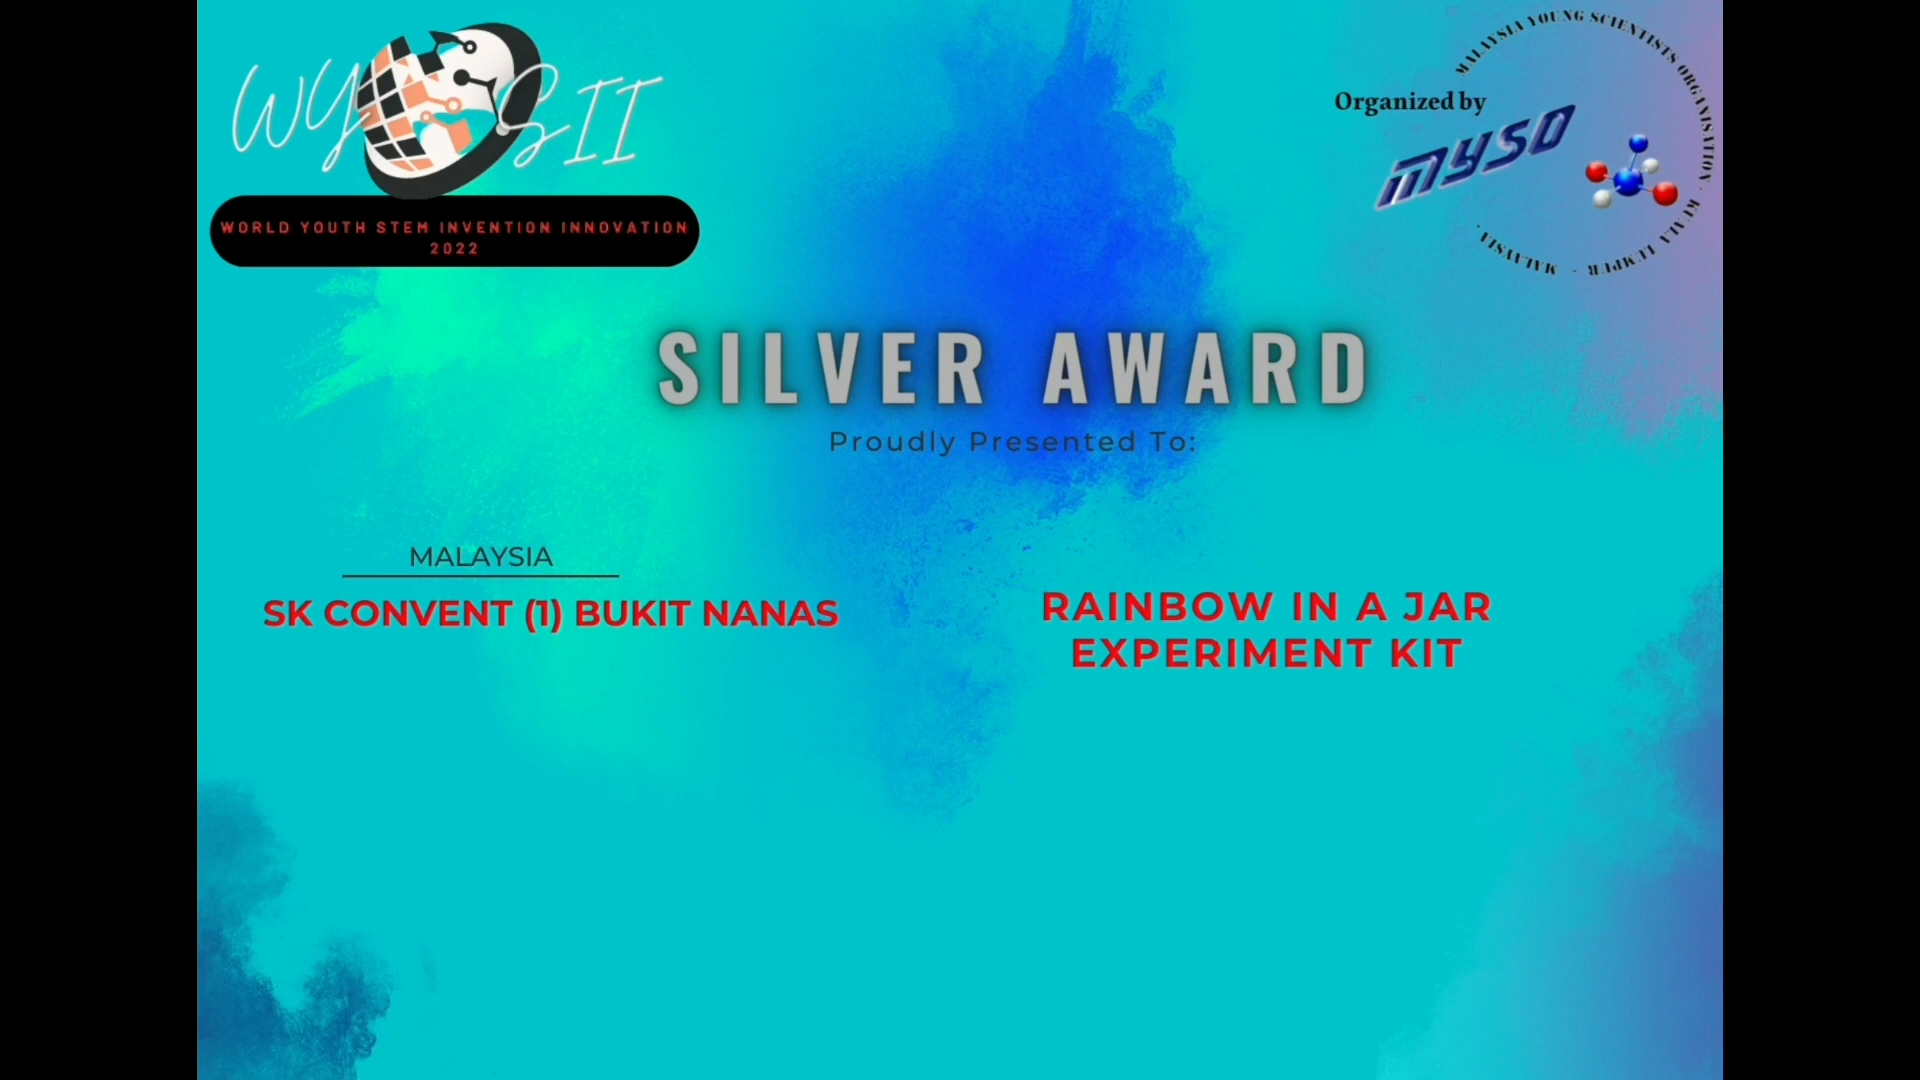 WYSII
WORLD YOUTH STEM INVENTION INNOVATION
2022
Organized by
MYSO
MALAYSIA YOUNG SCIENTISTS ORGANISATION · KUALA LUMPUR · MALAYSIA ·
SILVER AWARD
Proudly Presented To:
MALAYSIA
SK CONVENT (1) BUKIT NANAS
RAINBOW IN A JAR
EXPERIMENT KIT